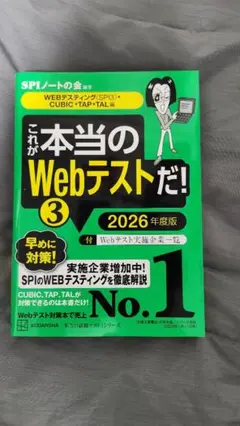 SPIノートの会 編著
WEBテスティング(SPI3)・
CUBIC・TAP・TAL 編
これが
本当の
Webテストだ!
3
2026年度版
付 Webテスト実施企業一覧
早めに
対策!
実施企業増加中!
SPIのWEBテスティングを徹底解説
CUBIC、TAP、TALが
対策できるのは本書だけ!
Webテスト対策本で売上
No.1
KODANSHA